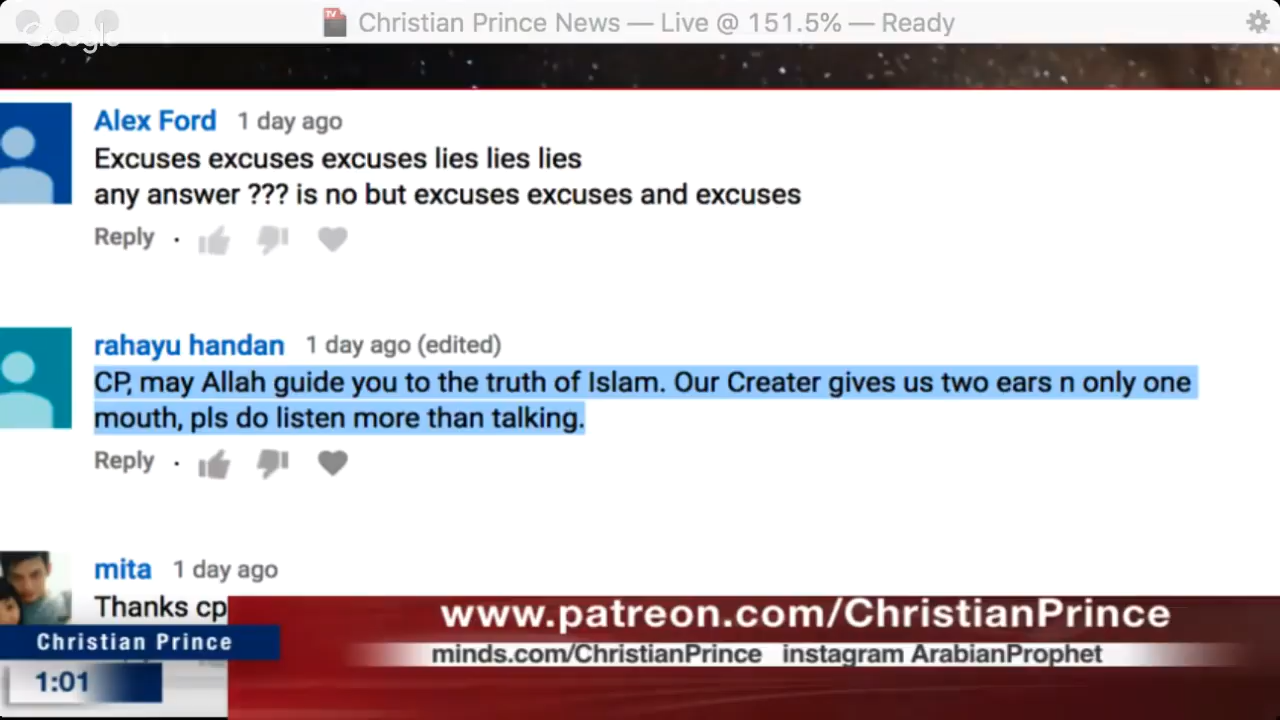 Christian Prince News — Live @ 151.5% — Ready
Google
Alex Ford 1 day ago
Excuses excuses excuses lies lies lies
any answer ??? is no but excuses excuses and excuses
Reply
rahayu handan 1 day ago (edited)
CP, may Allah guide you to the truth of Islam. Our Creater gives us two ears n only one
mouth, pls do listen more than talking.
Reply
mita 1 day ago
Thanks cp
www.patreon.com/ChristianPrince
Christian Prince
minds.com/ChristianPrince instagram ArabianProphet
1:01